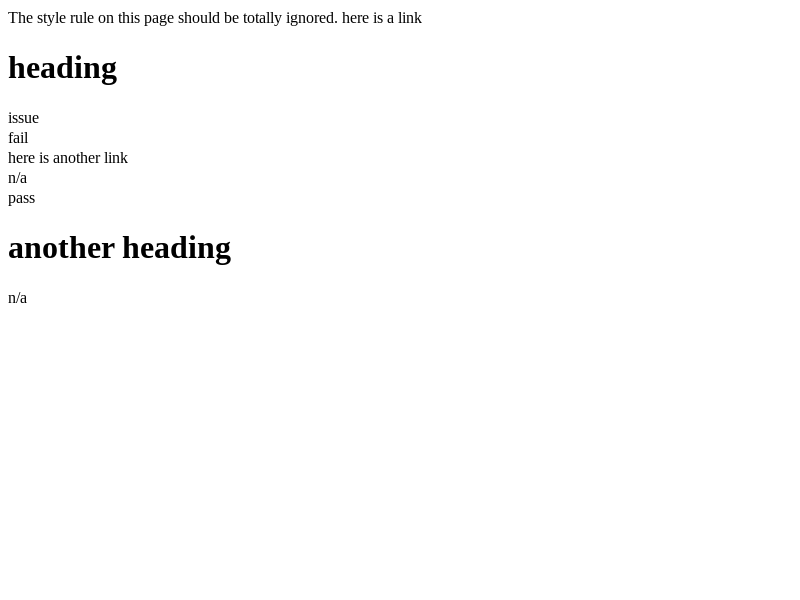 The style rule on this page should be totally ignored. here is a link
heading
issue
fail
here is another link
n/a
pass
another heading
n/a